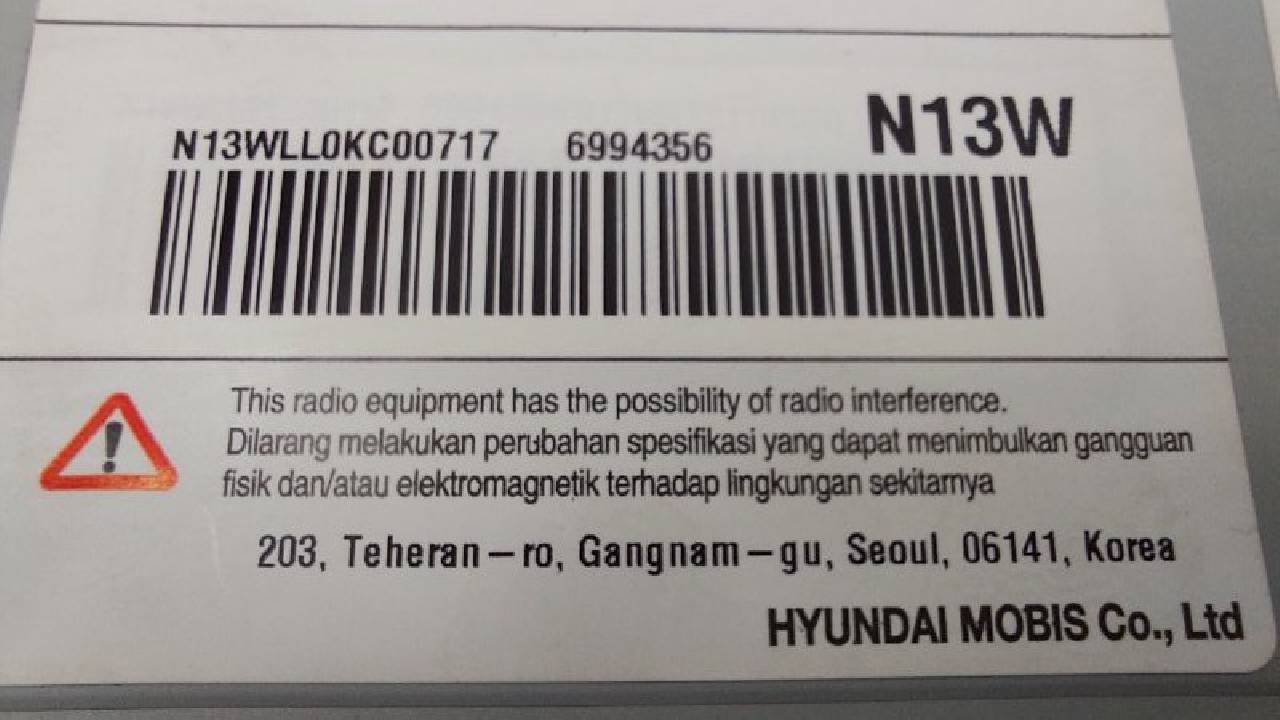 N13WLL0KC00717 6994356 N13W
This radio equipment has the possibility of radio interference.
Dilarang melakukan perubahan spesifikasi yang dapat menimbulkan gangguan
fisik dan/atau elektromagnetik terhadap lingkungan sekitarnya
203, Teheran-ro, Gangnam-gu, Seoul, 06141, Korea
HYUNDAI MOBIS Co., Ltd